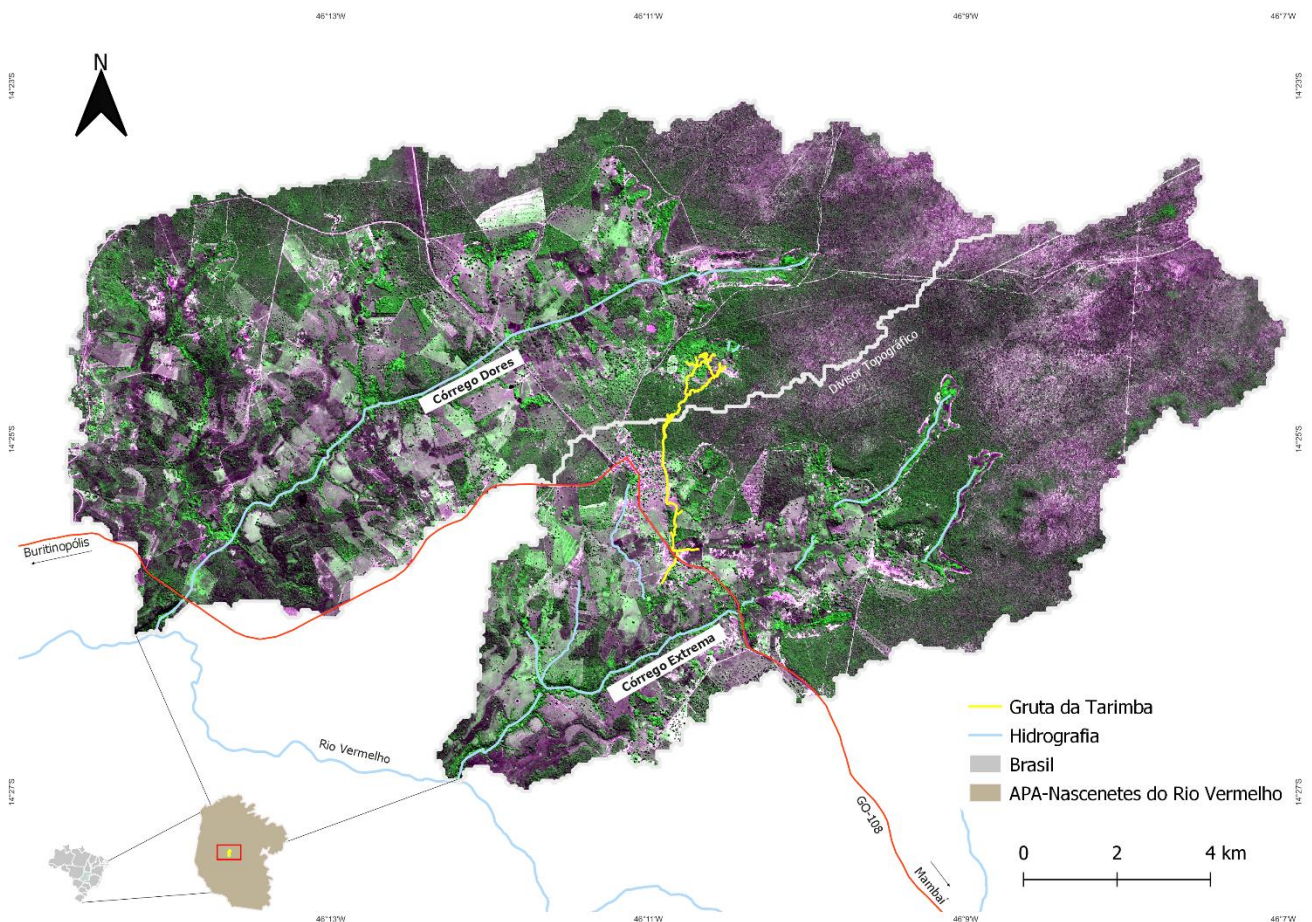 46°13'W 46°11'W 46°9'W 46°7'W
N
14°23'S 14°23'S
Divisor Topográfico
Córrego Dores
14°25'S 14°25'S
Buritinopólis
Córrego Extrema
Gruta da Tarimba
Hidrografia
Rio Vermelho
Brasil
14°27'S 14°27'S
APA-Nascenetes do Rio Vermelho
GO-108
0 2 4 km
Mambaí
46°13'W 46°11'W 46°9'W 46°7'W